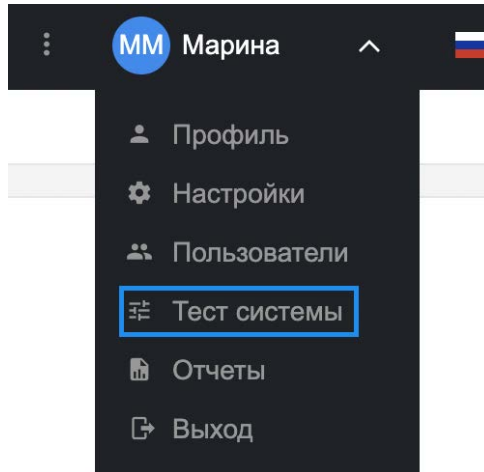 ММ Марина
Профиль
Настройки
Пользователи
Тест системы
Отчеты
Выход